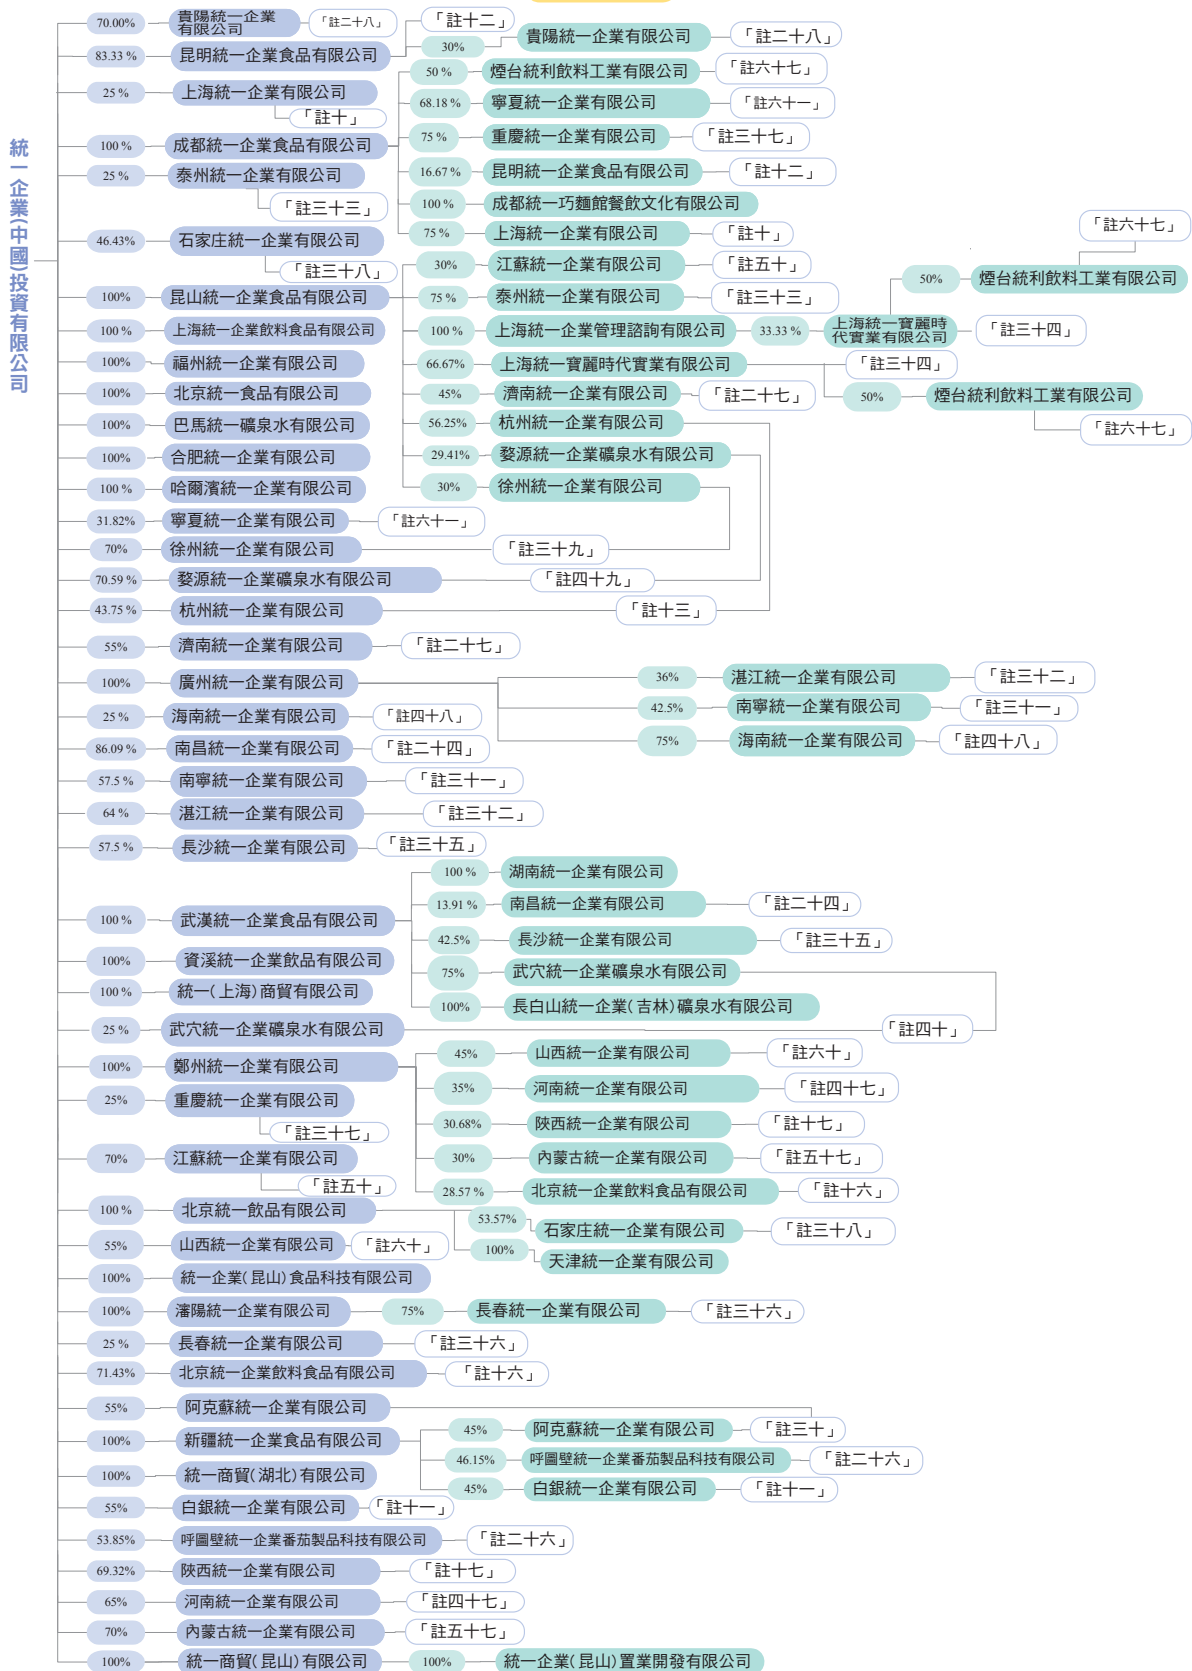 統一企業(中國)投資有限公司
70.00% 貴陽統一企業
有限公司 「註二十八」
83.33 % 昆明統一企業食品有限公司 「註十二」
30% 貴陽統一企業有限公司 「註二十八」
25 % 上海統一企業有限公司
「註十」
100 % 成都統一企業食品有限公司
50 % 煙台統利飲料工業有限公司 「註六十七」
68.18 % 寧夏統一企業有限公司 「註六十一」
75 % 重慶統一企業有限公司 「註三十七」
16.67 % 昆明統一企業食品有限公司 「註十二」
100 % 成都統一巧麵館餐飲文化有限公司
75 % 上海統一企業有限公司 「註十」
25 % 泰州統一企業有限公司
「註三十三」
46.43% 石家庄統一企業有限公司
「註三十八」
100% 昆山統一企業食品有限公司
30% 江蘇統一企業有限公司 「註五十」
75 % 泰州統一企業有限公司 「註三十三」
100 % 上海統一企業管理諮詢有限公司 33.33 % 上海統一寶麗時
代實業有限公司 「註三十四」
50% 煙台統利飲料工業有限公司
「註六十七」
66.67% 上海統一寶麗時代實業有限公司 「註三十四」
50% 煙台統利飲料工業有限公司
「註六十七」
45% 濟南統一企業有限公司 「註二十七」
56.25% 杭州統一企業有限公司
29.41% 婺源統一企業礦泉水有限公司
30% 徐州統一企業有限公司
100 % 上海統一企業飲料食品有限公司
100% 福州統一企業有限公司
100% 北京統一食品有限公司
100% 巴馬統一礦泉水有限公司
100% 合肥統一企業有限公司
100 % 哈爾濱統一企業有限公司
31.82% 寧夏統一企業有限公司 「註六十一」
70% 徐州統一企業有限公司 「註三十九」
70.59 % 婺源統一企業礦泉水有限公司 「註四十九」
43.75 % 杭州統一企業有限公司 「註十三」
55% 濟南統一企業有限公司 「註二十七」
100% 廣州統一企業有限公司
36% 湛江統一企業有限公司 「註三十二」
42.5% 南寧統一企業有限公司 「註三十一」
75% 海南統一企業有限公司 「註四十八」
25 % 海南統一企業有限公司 「註四十八」
86.09 % 南昌統一企業有限公司 「註二十四」
57.5 % 南寧統一企業有限公司 「註三十一」
64 % 湛江統一企業有限公司 「註三十二」
57.5 % 長沙統一企業有限公司 「註三十五」
100 % 武漢統一企業食品有限公司
100 % 湖南統一企業有限公司
13.91 % 南昌統一企業有限公司 「註二十四」
42.5% 長沙統一企業有限公司 「註三十五」
75% 武穴統一企業礦泉水有限公司
100% 長白山統一企業(吉林)礦泉水有限公司
100% 資溪統一企業飲品有限公司
100 % 統一(上海)商貿有限公司
25 % 武穴統一企業礦泉水有限公司 「註四十」
100% 鄭州統一企業有限公司
45% 山西統一企業有限公司 「註六十」
35% 河南統一企業有限公司 「註四十七」
30.68% 陝西統一企業有限公司 「註十七」
30% 內蒙古統一企業有限公司 「註五十七」
28.57 % 北京統一企業飲料食品有限公司 「註十六」
25% 重慶統一企業有限公司
「註三十七」
70% 江蘇統一企業有限公司
「註五十」
100 % 北京統一飲品有限公司
53.57% 石家庄統一企業有限公司 「註三十八」
100% 天津統一企業有限公司
55% 山西統一企業有限公司 「註六十」
100% 統一企業(昆山)食品科技有限公司
100% 瀋陽統一企業有限公司 75% 長春統一企業有限公司 「註三十六」
25 % 長春統一企業有限公司 「註三十六」
71.43% 北京統一企業飲料食品有限公司 「註十六」
55% 阿克蘇統一企業有限公司
100% 新疆統一企業食品有限公司
45% 阿克蘇統一企業有限公司 「註三十」
46.15% 呼圖壁統一企業番茄製品科技有限公司 「註二十六」
45% 白銀統一企業有限公司 「註十一」
100% 統一商貿(湖北)有限公司
55% 白銀統一企業有限公司 「註十一」
53.85% 呼圖壁統一企業番茄製品科技有限公司 「註二十六」
69.32% 陝西統一企業有限公司 「註十七」
65% 河南統一企業有限公司 「註四十七」
70% 內蒙古統一企業有限公司 「註五十七」
100% 統一商貿(昆山)有限公司 100% 統一企業(昆山)置業開發有限公司